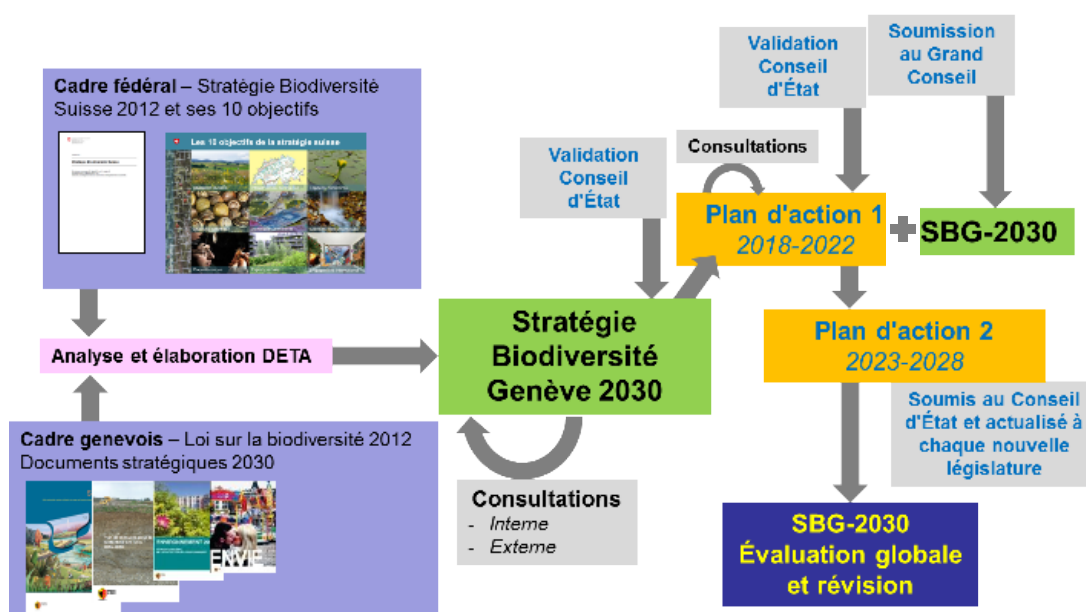 Cadre fédéral – Stratégie Biodiversité
Suisse 2012 et ses 10 objectifs
Les 10 objectifs de la stratégie suisse
Analyse et élaboration DETA
Cadre genevois – Loi sur la biodiversité 2012
Documents stratégiques 2030
ENVIE
Stratégie
Biodiversité
Genève 2030
Consultations
- Interne
- Externe
Validation
Conseil
d'État
Consultations
Validation
Conseil
d'État
Soumission
au Grand
Conseil
Plan d'action 1
2018-2022
+
SBG-2030
Plan d'action 2
2023-2028
Soumis au Conseil
d'État et actualisé à
chaque nouvelle
législature
SBG-2030
Évaluation globale
et révision